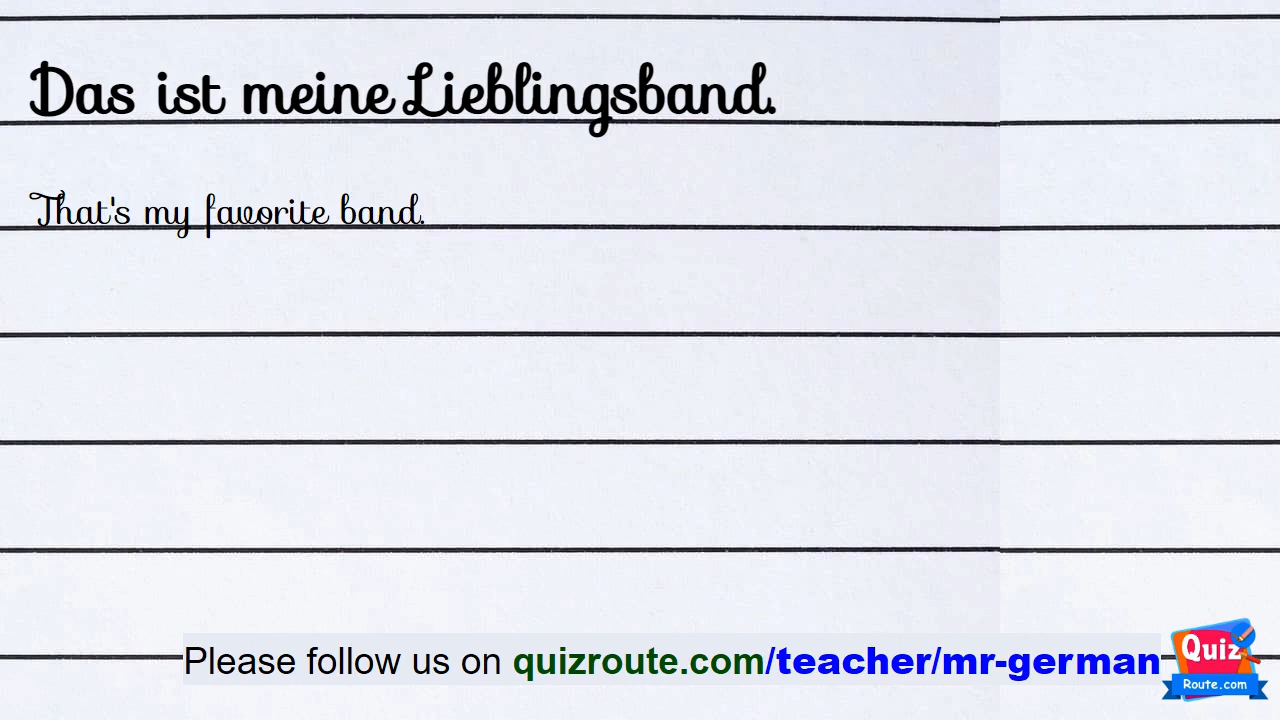 Das ist meine Lieblingsband.
That's my favorite band.
Please follow us on quizroute.com/teacher/mr-german
Quiz
Route.com